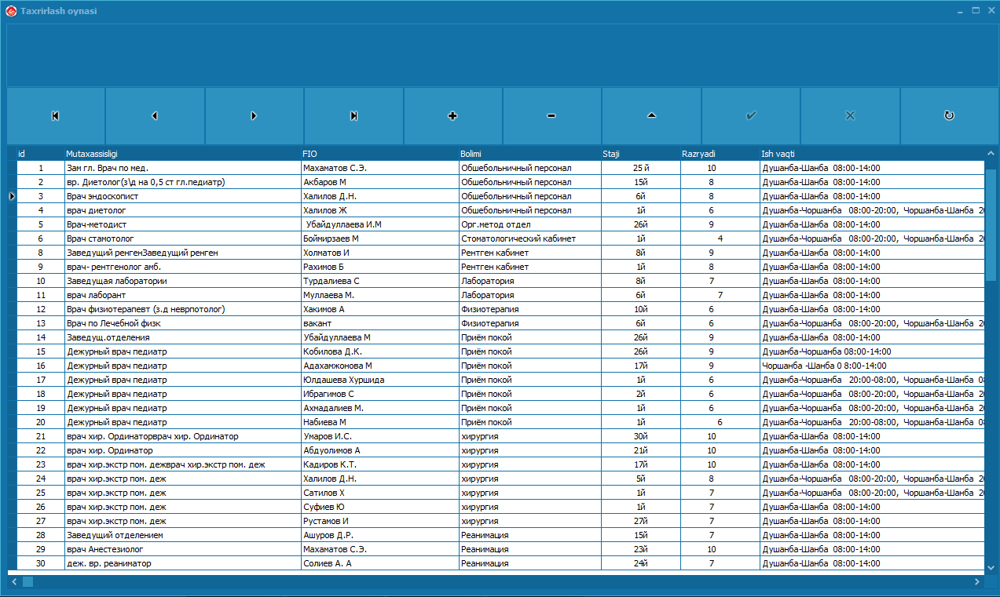 Taxrirlash oynasi
id Mutaxassisligi FIO Bolimi Staji Razryadi Ish vaqti
1 Зам гл. Врач по мед. Махаматов С.Э. Обшебольничный персонал 25 й 10 Душанба-Шанба 08:00-14:00
2 вр. Диетолог(з\д на 0,5 ст гл.педиатр) Акбаров М Обшебольничный персонал 15й 8 Душанба-Шанба 08:00-14:00
3 Врач эндоскопист Халилов Д.Н. Обшебольничный персонал 6й 8 Душанба-Шанба 08:00-14:00
4 врач диетолог Халилов Ж Обшебольничный персонал 1й 6 Душанба-Чоршанба 08:00-20:00, Чоршанба-Шанба 20
5 Врач-методист Убайдуллаева И.М Орг.метод отдел 26й 9 Душанба-Шанба 08:00-14:00
6 Врач стамотолог Боймирзаев М Стоматологический кабинет 1й 4 Душанба-Чоршанба 08:00-20:00, Чоршанба-Шанба 20
8 Заведущий ренгенЗаведущий ренген Холматов И Рентген кабинет 8й 9 Душанба-Шанба 08:00-14:00
9 врач- рентгенолог амб. Рахимов Б Рентген кабинет 1й 8 Душанба-Шанба 08:00-14:00
10 Заведущая лаборатории Турдалиева С Лаборатория 8й 7 Душанба-Шанба 08:00-14:00
11 врач лаборант Муллаева М. Лаборатория 6й 7 Душанба-Шанба 08:00-14:00
12 Врач физиотерапевт (з.д неврпотолог) Хакимов А Физиотерапия 10й 6 Душанба-Шанба 08:00-14:00
13 Врач по Лечебной физк вакант Физиотерапия 6й 6 Душанба-Чоршанба 08:00-20:00, Чоршанба-Шанба 20
14 Заведущ.отделения Убайдуллаева М Приём покой 26й 9 Душанба-Шанба 08:00-14:00
15 Дежурный врач педиатр Кобилова Д.К. Приём покой 26й 9 Душанба-Чоршанба 08:00-14:00
16 Дежурный врач педиатр Адахамжонова М Приём покой 17й 9 Чоршанба -Шанба 0 8:00-14:00
17 Дежурный врач педиатр Юлдашева Хуршида Приём покой 1й 6 Душанба-Чоршанба 20:00-08:00, Чоршанба-Шанба 08
18 Дежурный врач педиатр Ибрагимов С Приём покой 2й 6 Душанба-Чоршанба 08:00-20:00, Чоршанба-Шанба 20
19 Дежурный врач педиатр Ахмадалиев М. Приём покой 1й 6 Душанба-Чоршанба 08:00-20:00, Чоршанба-Шанба 20
20 Дежурный врач педиатр Набиева М Приём покой 1й 6 Душанба-Чоршанба 20:00-08:00, Чоршанба-Шанба 08
21 врач хир. Ординаторврач хир. Ординатор Умаров И.С. хирургия 30й 10 Душанба-Шанба 08:00-14:00
22 врач хир. Ординатор Абдуолимов А хирургия 21й 10 Душанба-Шанба 08:00-14:00
23 врач хир.экстр пом. дежврач хир.экстр пом. деж Кадиров К.Т. хирургия 17й 10 Душанба-Шанба 08:00-14:00
24 врач хир.экстр пом. деж Халилов Д.Н. хирургия 5й 8 Душанба-Чоршанба 08:00-20:00, Чоршанба-Шанба 20
25 врач хир.экстр пом. деж Сатилов Х хирургия 1й 7 Душанба-Чоршанба 08:00-20:00, Чоршанба-Шанба 20
26 врач хир.экстр пом. деж Суфиев Ю хирургия 1й 7 Душанба-Шанба 08:00-14:00
27 врач хир.экстр пом. деж Рустамов И хирургия 27й 7 Душанба-Шанба 08:00-14:00
28 Заведущий отделением Ашуров Д.Р. Реанимация 15й 7 Душанба-Шанба 08:00-14:00
29 врач Анестезиолог Махаматов С.Э. Реанимация 23й 10 Душанба-Шанба 08:00-14:00
30 деж. вр. реаниматор Солиев А. А Реанимация 24й 7 Душанба-Шанба 08:00-14:00